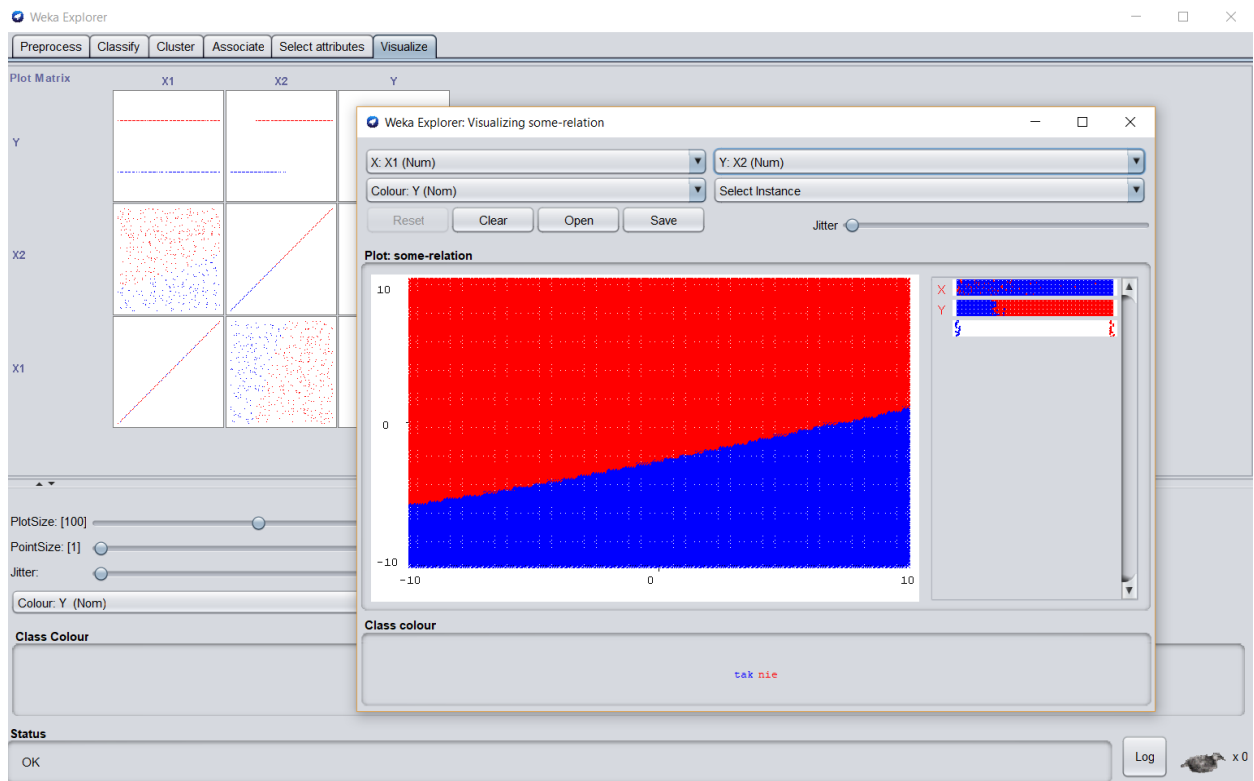 Weka Explorer
Preprocess Classify Cluster Associate Select attributes Visualize
Plot Matrix X1 X2 Y
Y
X2
X1
PlotSize: [100]
PointSize: [1]
Jitter:
Colour: Y (Nom)
Class Colour
Status
OK
Log
x 0
Weka Explorer: Visualizing some-relation
X: X1 (Num) Y: X2 (Num)
Colour: Y (Nom) Select Instance
Reset Clear Open Save Jitter
Plot: some-relation
10
0
-10
-10 0 10
X
Y
Class colour
tak nie